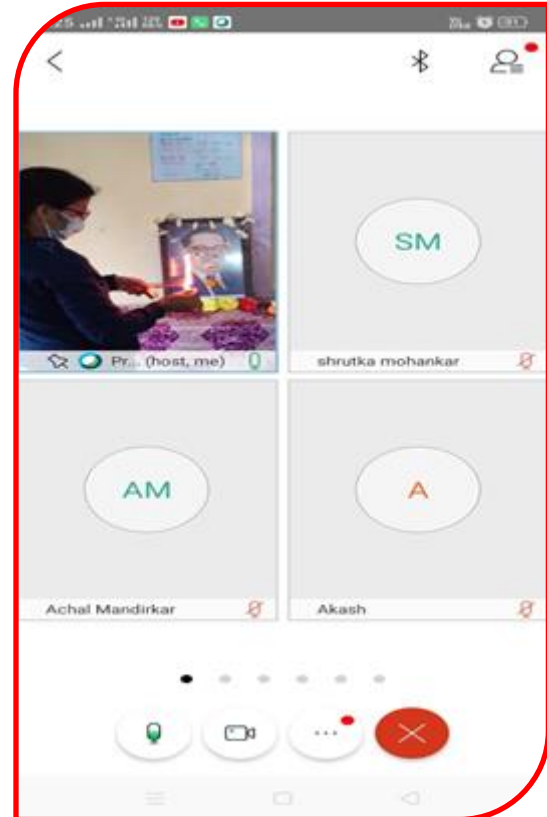 SM
Pr... (host, me)
shrutka mohankar
AM
A
Achal Mandirkar
Akash